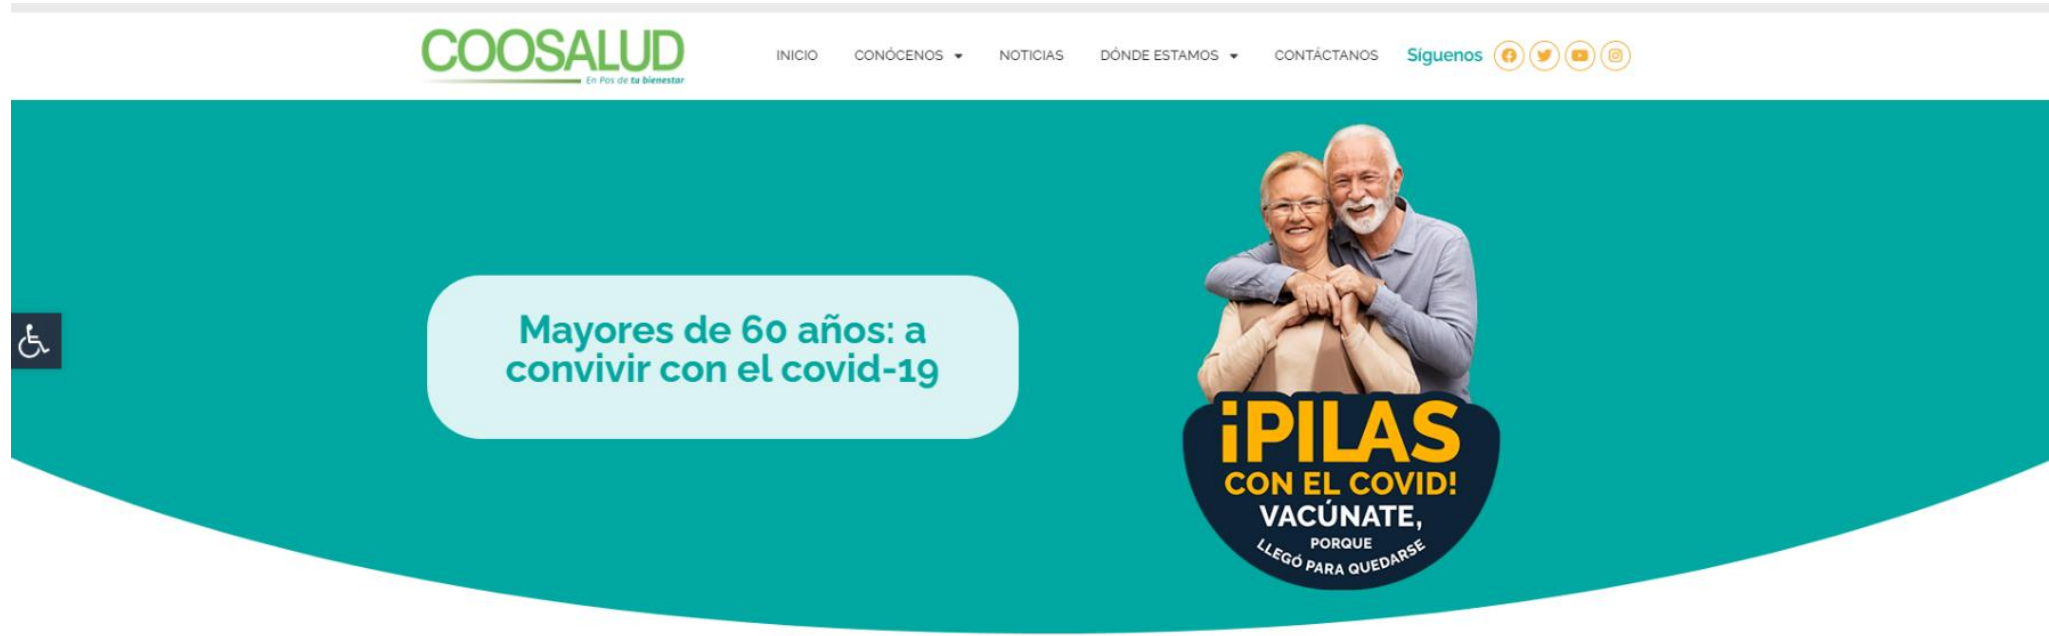 COOSALUD
En Pos de tu bienestar
INICIO CONÓCENOS NOTICIAS DÓNDE ESTAMOS CONTÁCTANOS Síguenos
Mayores de 60 años: a
convivir con el covid-19
¡PILAS
CON EL COVID!
VACÚNATE,
PORQUE
LLEGÓ PARA QUEDARSE